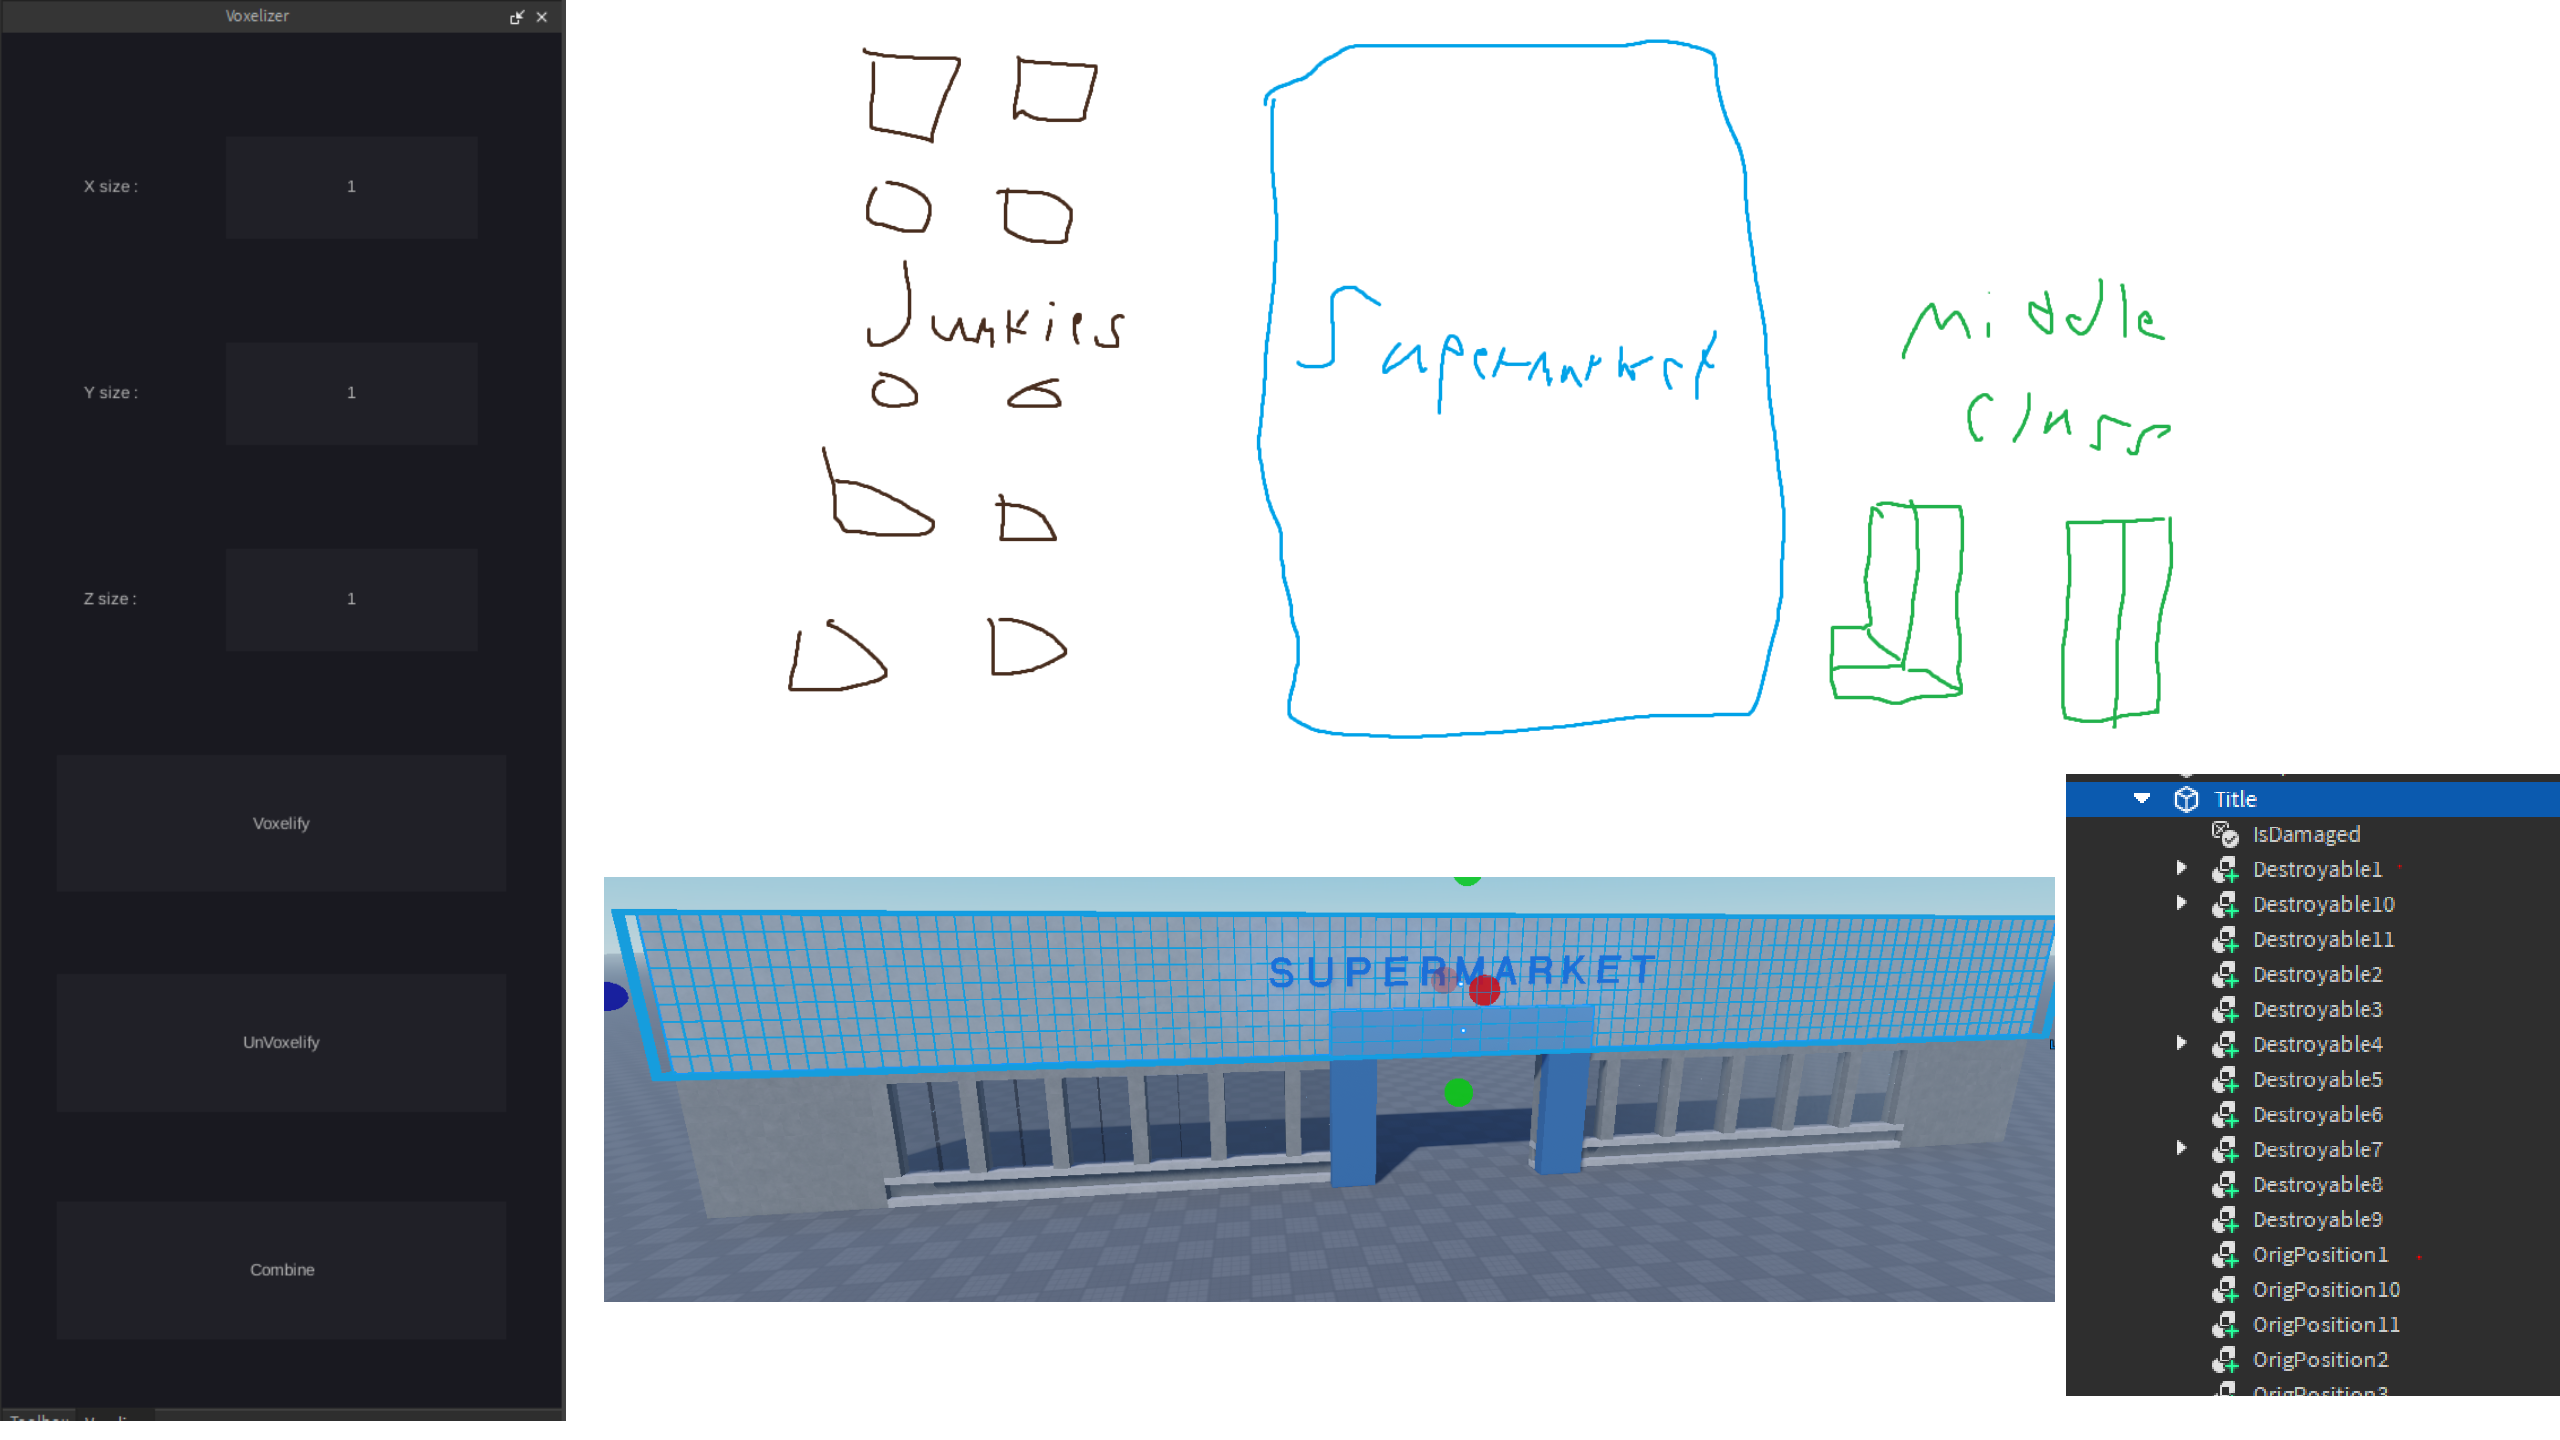 Voxelizer
X size :
1
Y size :
1
Z size :
1
Voxelify
UnVoxelify
Combine
Junkies
Supermarket
Middle
Class
SUPERMARKET
Title
IsDamaged
Destroyable1
Destroyable10
Destroyable11
Destroyable2
Destroyable3
Destroyable4
Destroyable5
Destroyable6
Destroyable7
Destroyable8
Destroyable9
OrigPosition1
OrigPosition10
OrigPosition11
OrigPosition2
OrigPosition3